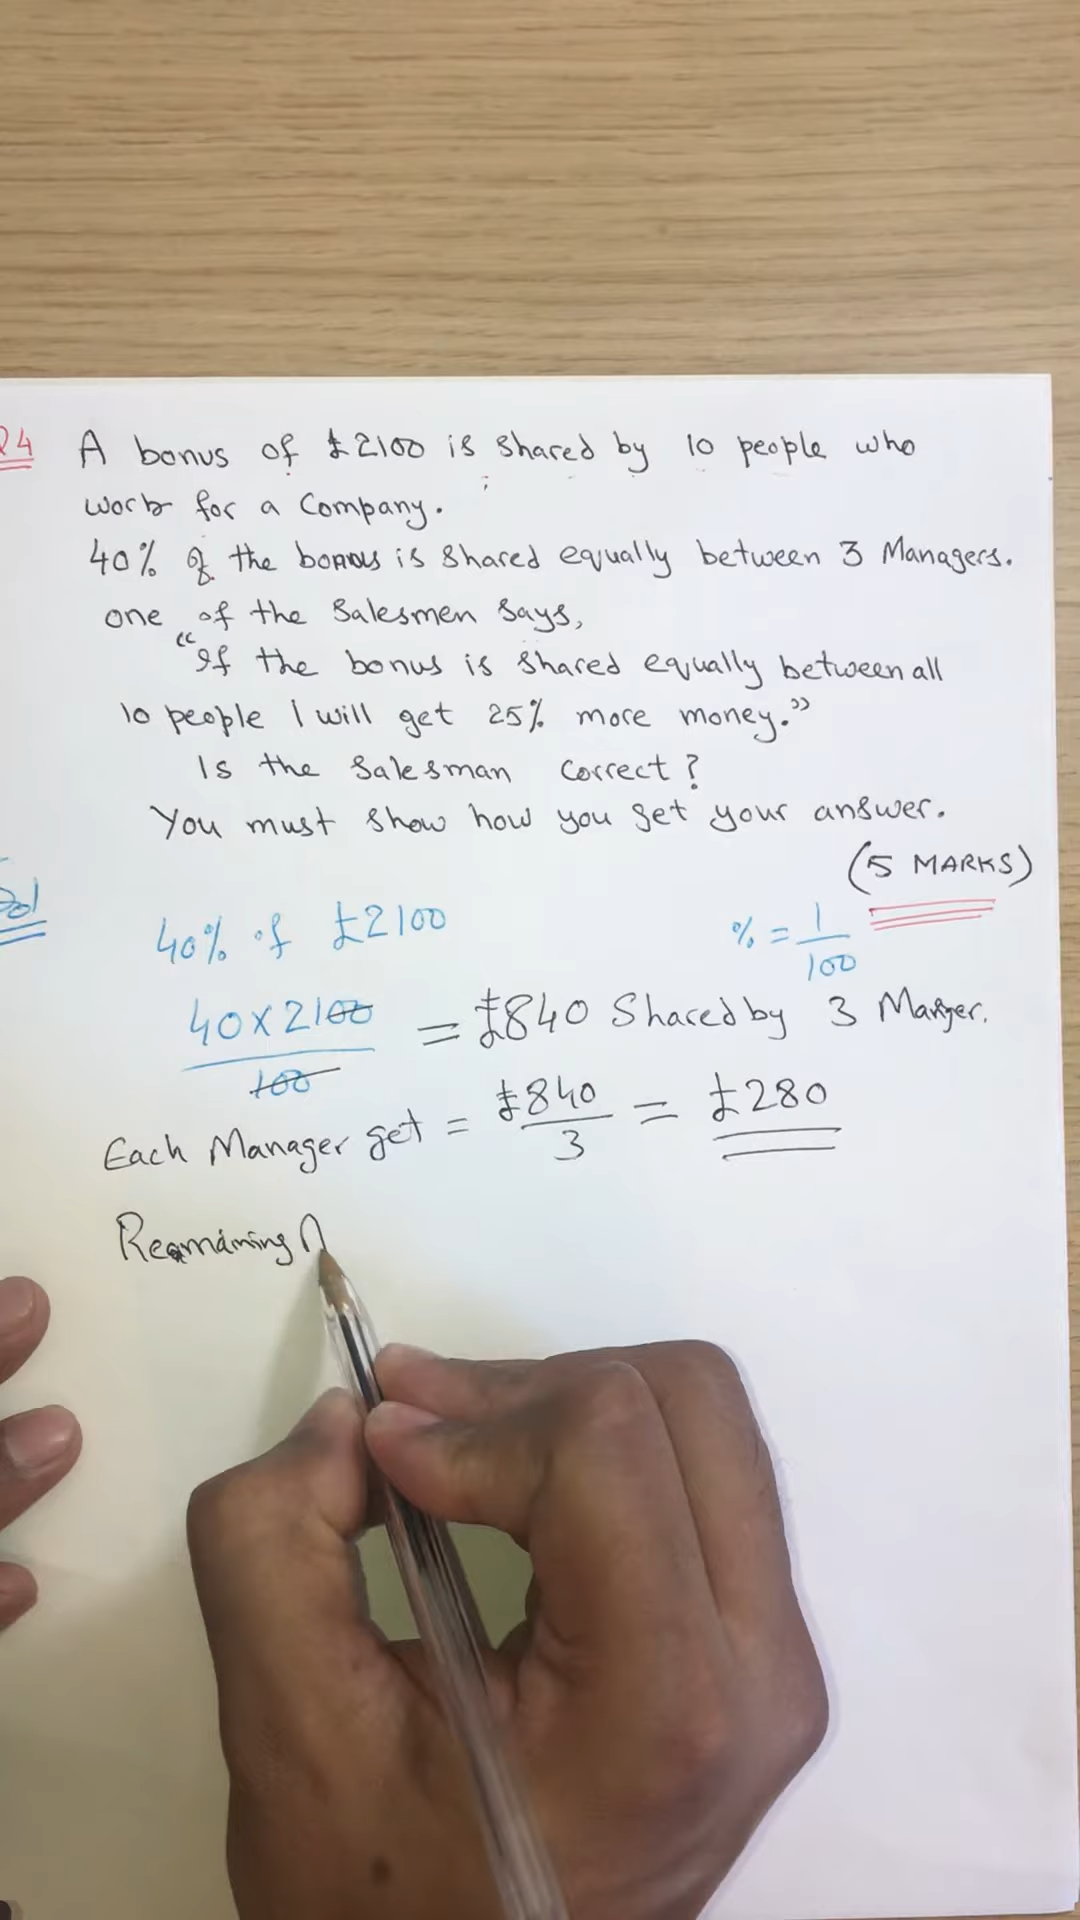 Q4 A bonus of £2100 is shared by 10 people who
work for a Company.
40% of the bonus is shared equally between 3 Managers.
one of the salesmen says,
"If the bonus is shared equally between all
10 people I will get 25% more money."
Is the salesman correct?
You must show how you get your answer.
(5 MARKS)
Sol
40% of £2100
% = 1/100
40 x 2100 / 100 = £840 Shared by 3 Manger.
Each Manager get = £840 / 3 = £280
Reamaining